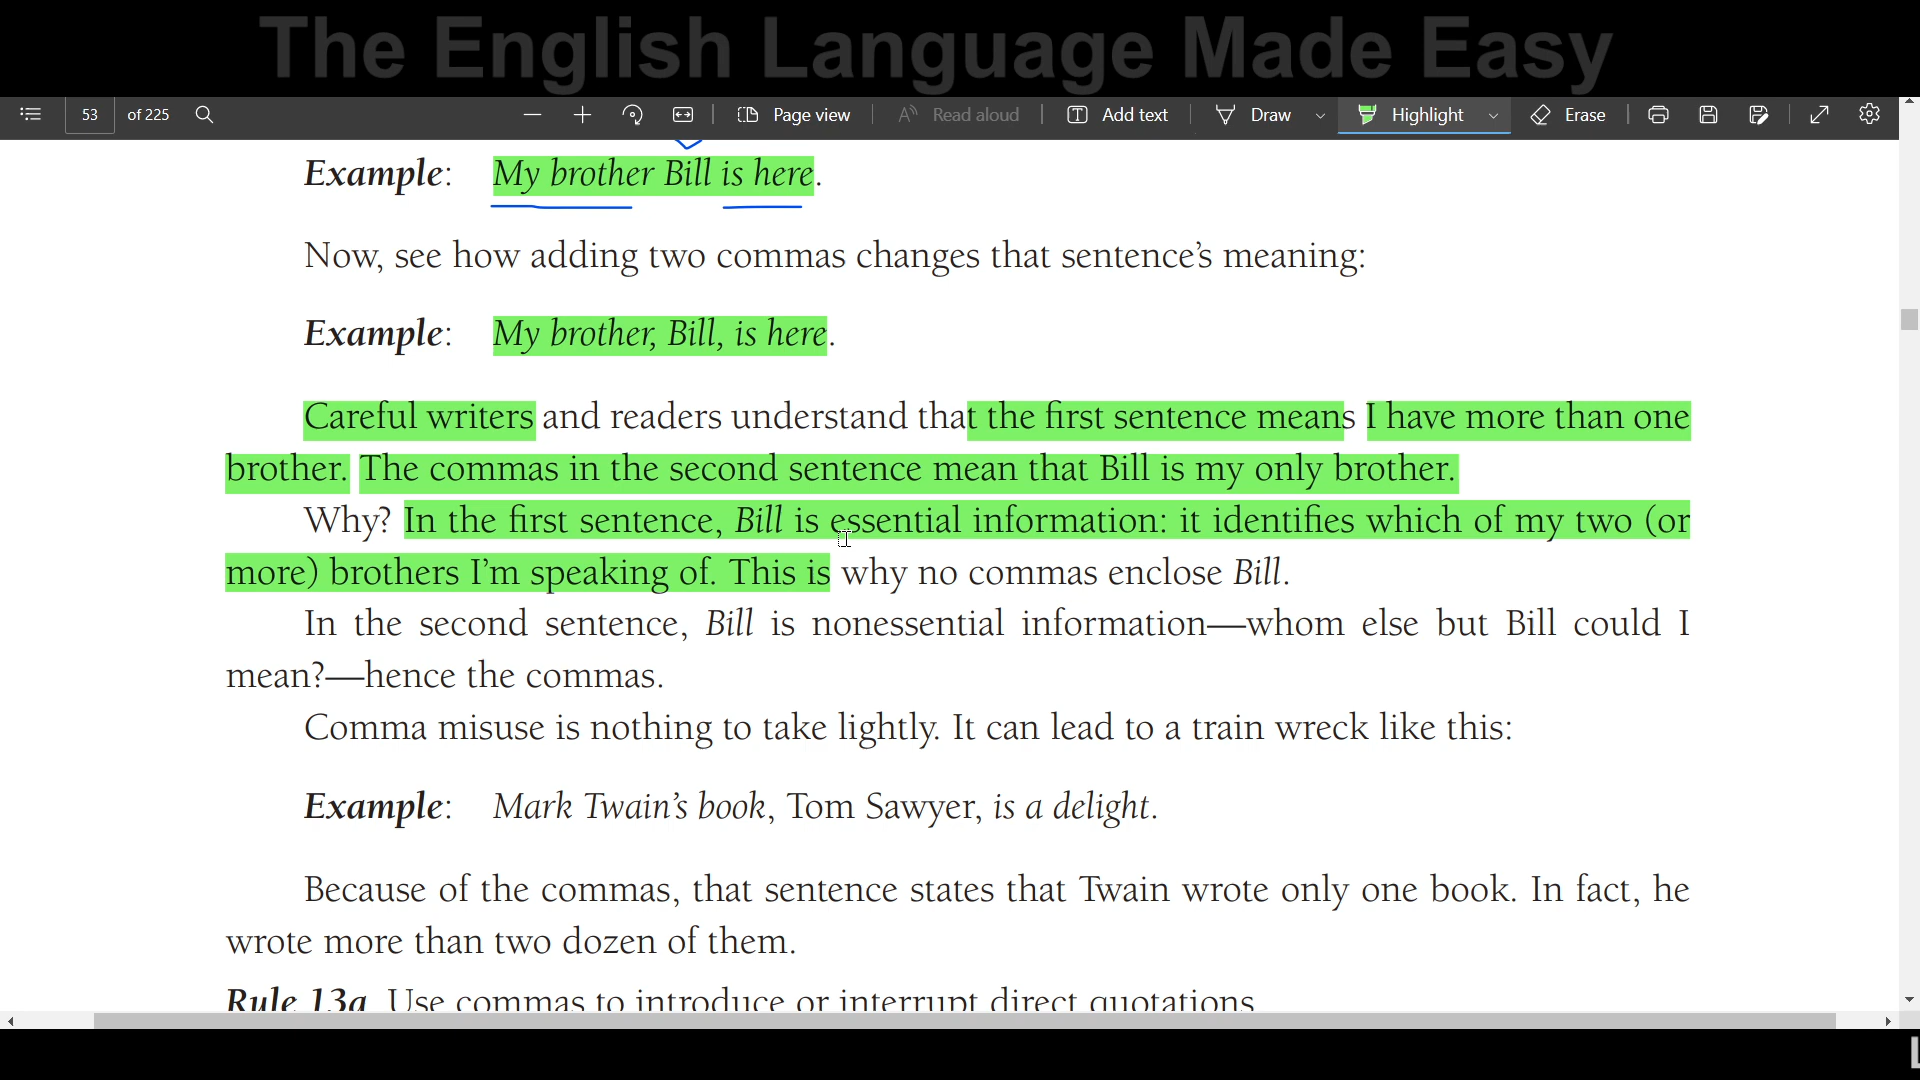 The English Language Made Easy
53 of 225 Page view Read aloud Add text Draw Highlight Erase
Example: My brother Bill is here.
Now, see how adding two commas changes that sentence's meaning:
Example: My brother, Bill, is here.
Careful writers and readers understand that the first sentence means I have more than one
brother. The commas in the second sentence mean that Bill is my only brother.
Why? In the first sentence, Bill is essential information: it identifies which of my two (or
more) brothers I'm speaking of. This is why no commas enclose Bill.
In the second sentence, Bill is nonessential information—whom else but Bill could I
mean?—hence the commas.
Comma misuse is nothing to take lightly. It can lead to a train wreck like this:
Example: Mark Twain's book, Tom Sawyer, is a delight.
Because of the commas, that sentence states that Twain wrote only one book. In fact, he
wrote more than two dozen of them.
Rule 13a. Use commas to introduce or interrupt direct quotations